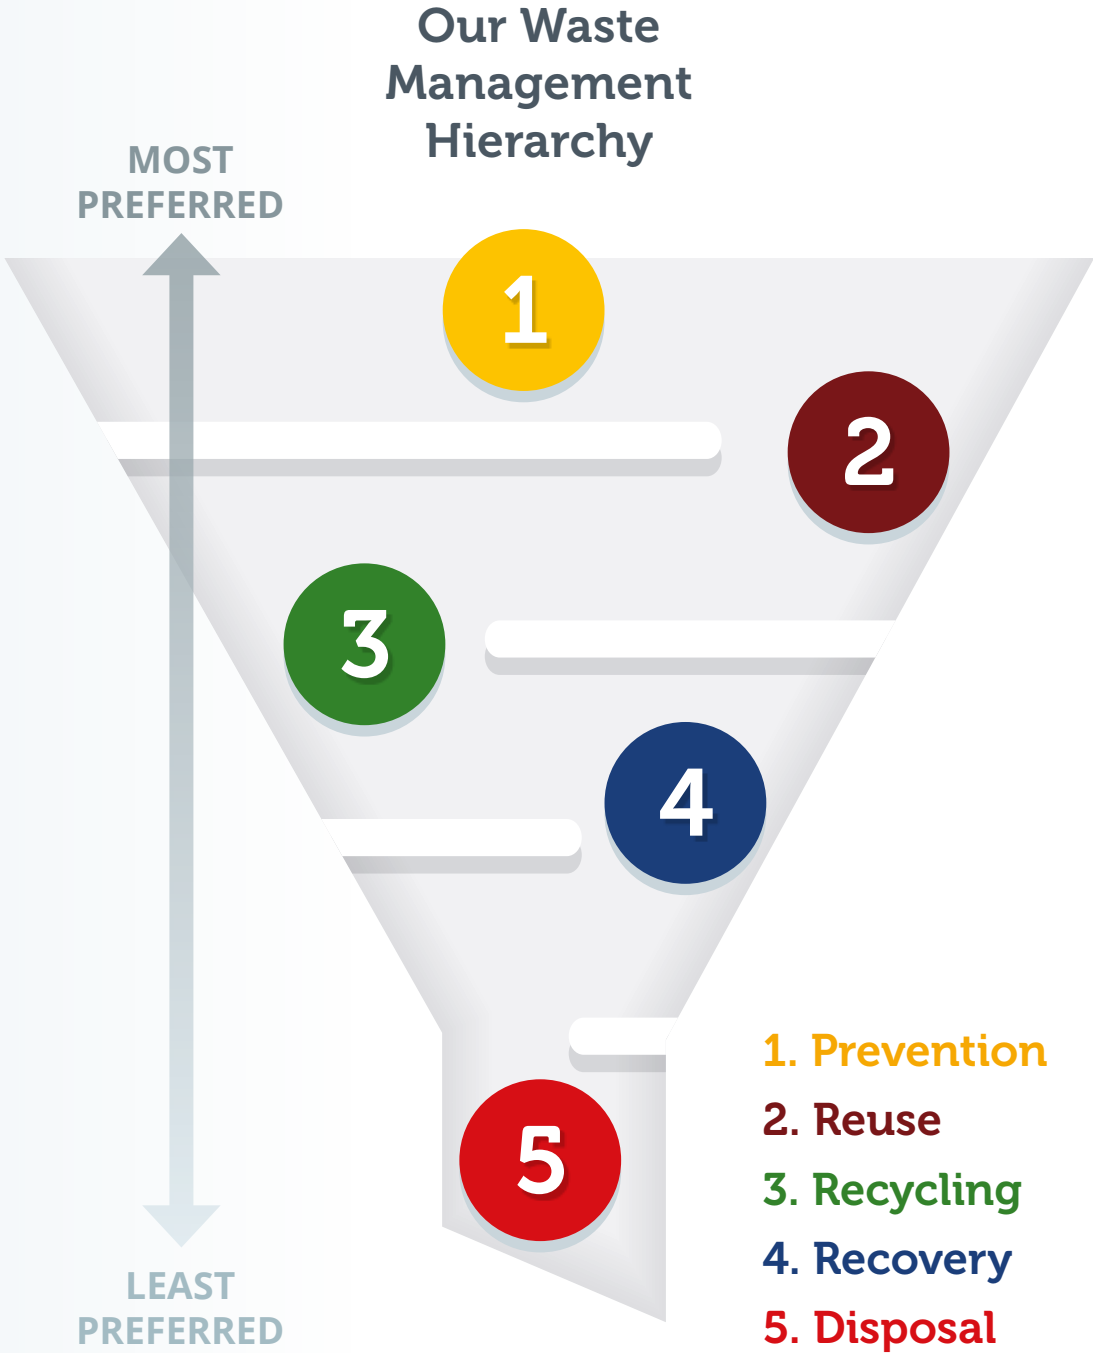 Our Waste
Management
Hierarchy
MOST
PREFERRED
1
2
3
4
5
1. Prevention
2. Reuse
3. Recycling
4. Recovery
5. Disposal
LEAST
PREFERRED